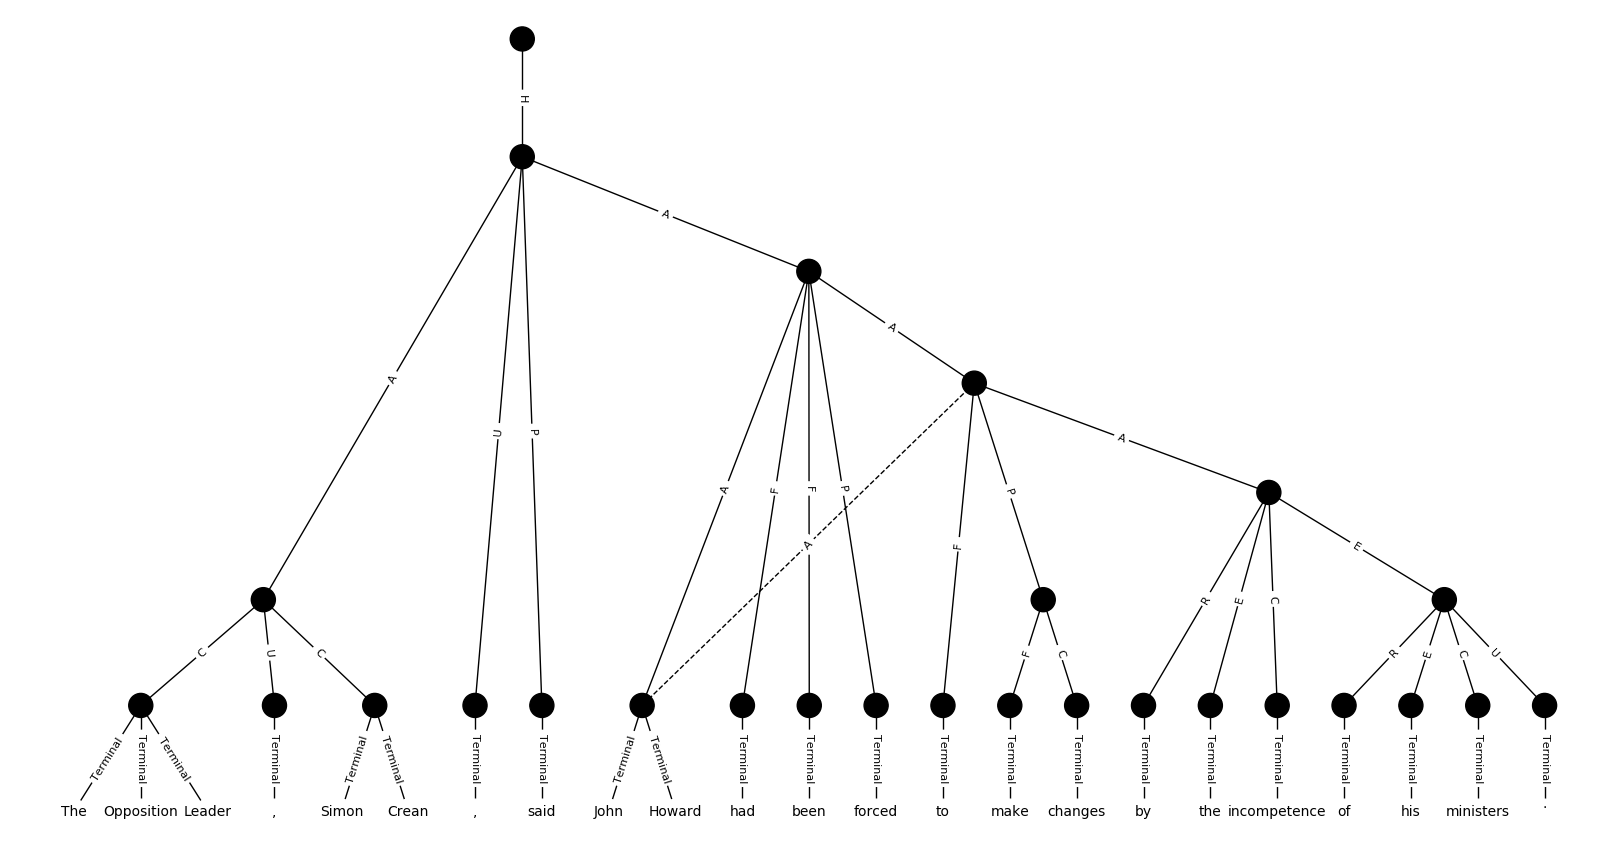 H
A
A
A
U
P
A
A
F
F
P
A
F
P
R
E
C
E
C
U
C
F
C
R
E
C
U
Terminal Terminal Terminal Terminal Terminal Terminal Terminal Terminal Terminal Terminal Terminal Terminal Terminal Terminal Terminal Terminal Terminal Terminal Terminal Terminal Terminal Terminal Terminal
The Opposition Leader , Simon Crean , said John Howard had been forced to make changes by the incompetence of his ministers .